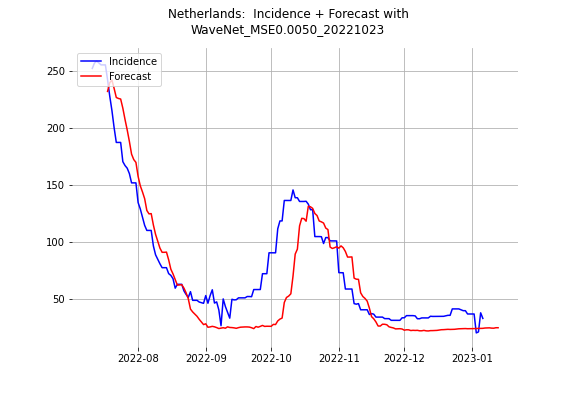 Netherlands:  Incidence + Forecast with
WaveNet_MSE0.0050_20221023
Incidence
Forecast
250
200
150
100
50
2022-08
2022-09
2022-10
2022-11
2022-12
2023-01